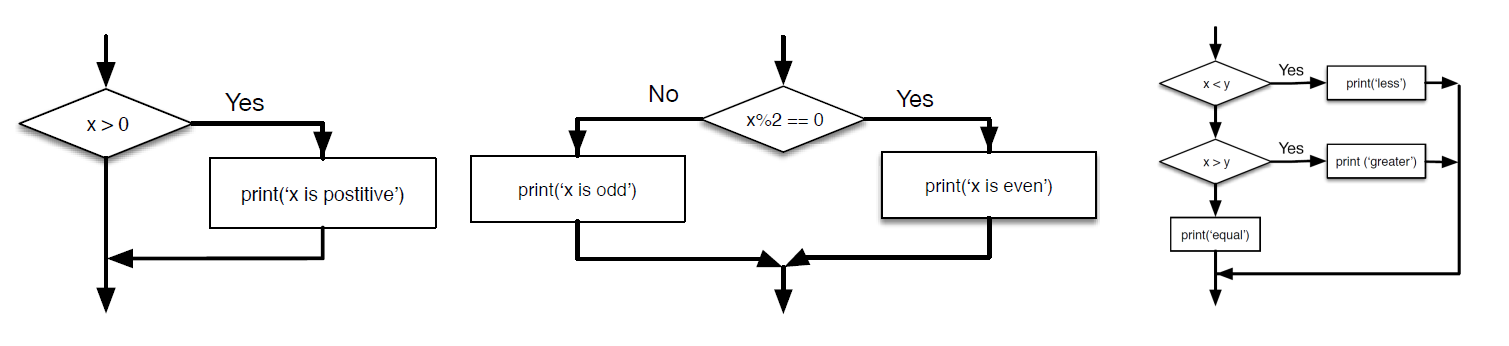 x > 0
Yes
print(‘x is postitive’)
No
x%2 == 0
Yes
print(‘x is odd’)
print(‘x is even’)
x < y
Yes
print(‘less’)
x > y
Yes
print (‘greater’)
print(‘equal’)